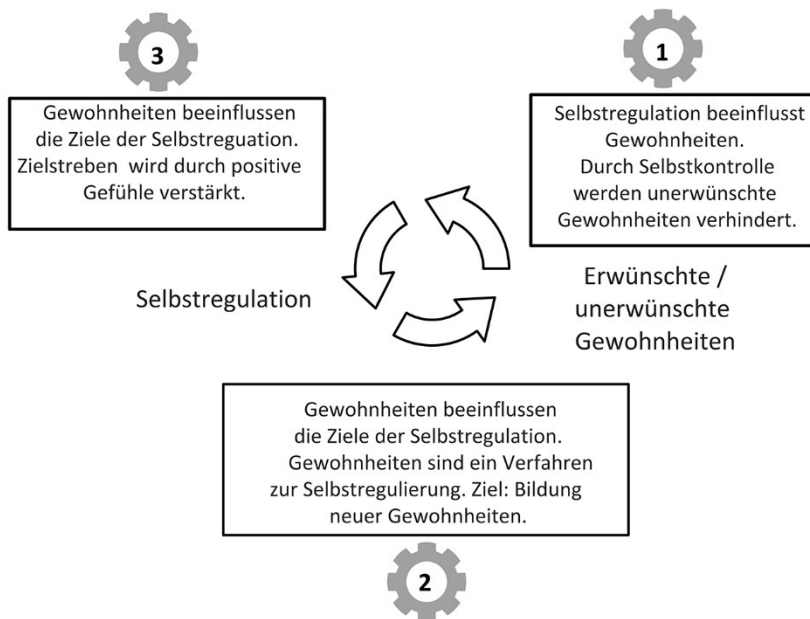 3
Gewohnheiten beeinflussen
die Ziele der Selbstreguation.
Zielstreben wird durch positive
Gefühle verstärkt.
1
Selbstregulation beeinflusst
Gewohnheiten.
Durch Selbstkontrolle
werden unerwünschte
Gewohnheiten verhindert.
Selbstregulation
Erwünschte /
unerwünschte
Gewohnheiten
Gewohnheiten beeinflussen
die Ziele der Selbstregulation.
Gewohnheiten sind ein Verfahren
zur Selbstregulierung. Ziel: Bildung
neuer Gewohnheiten.
2